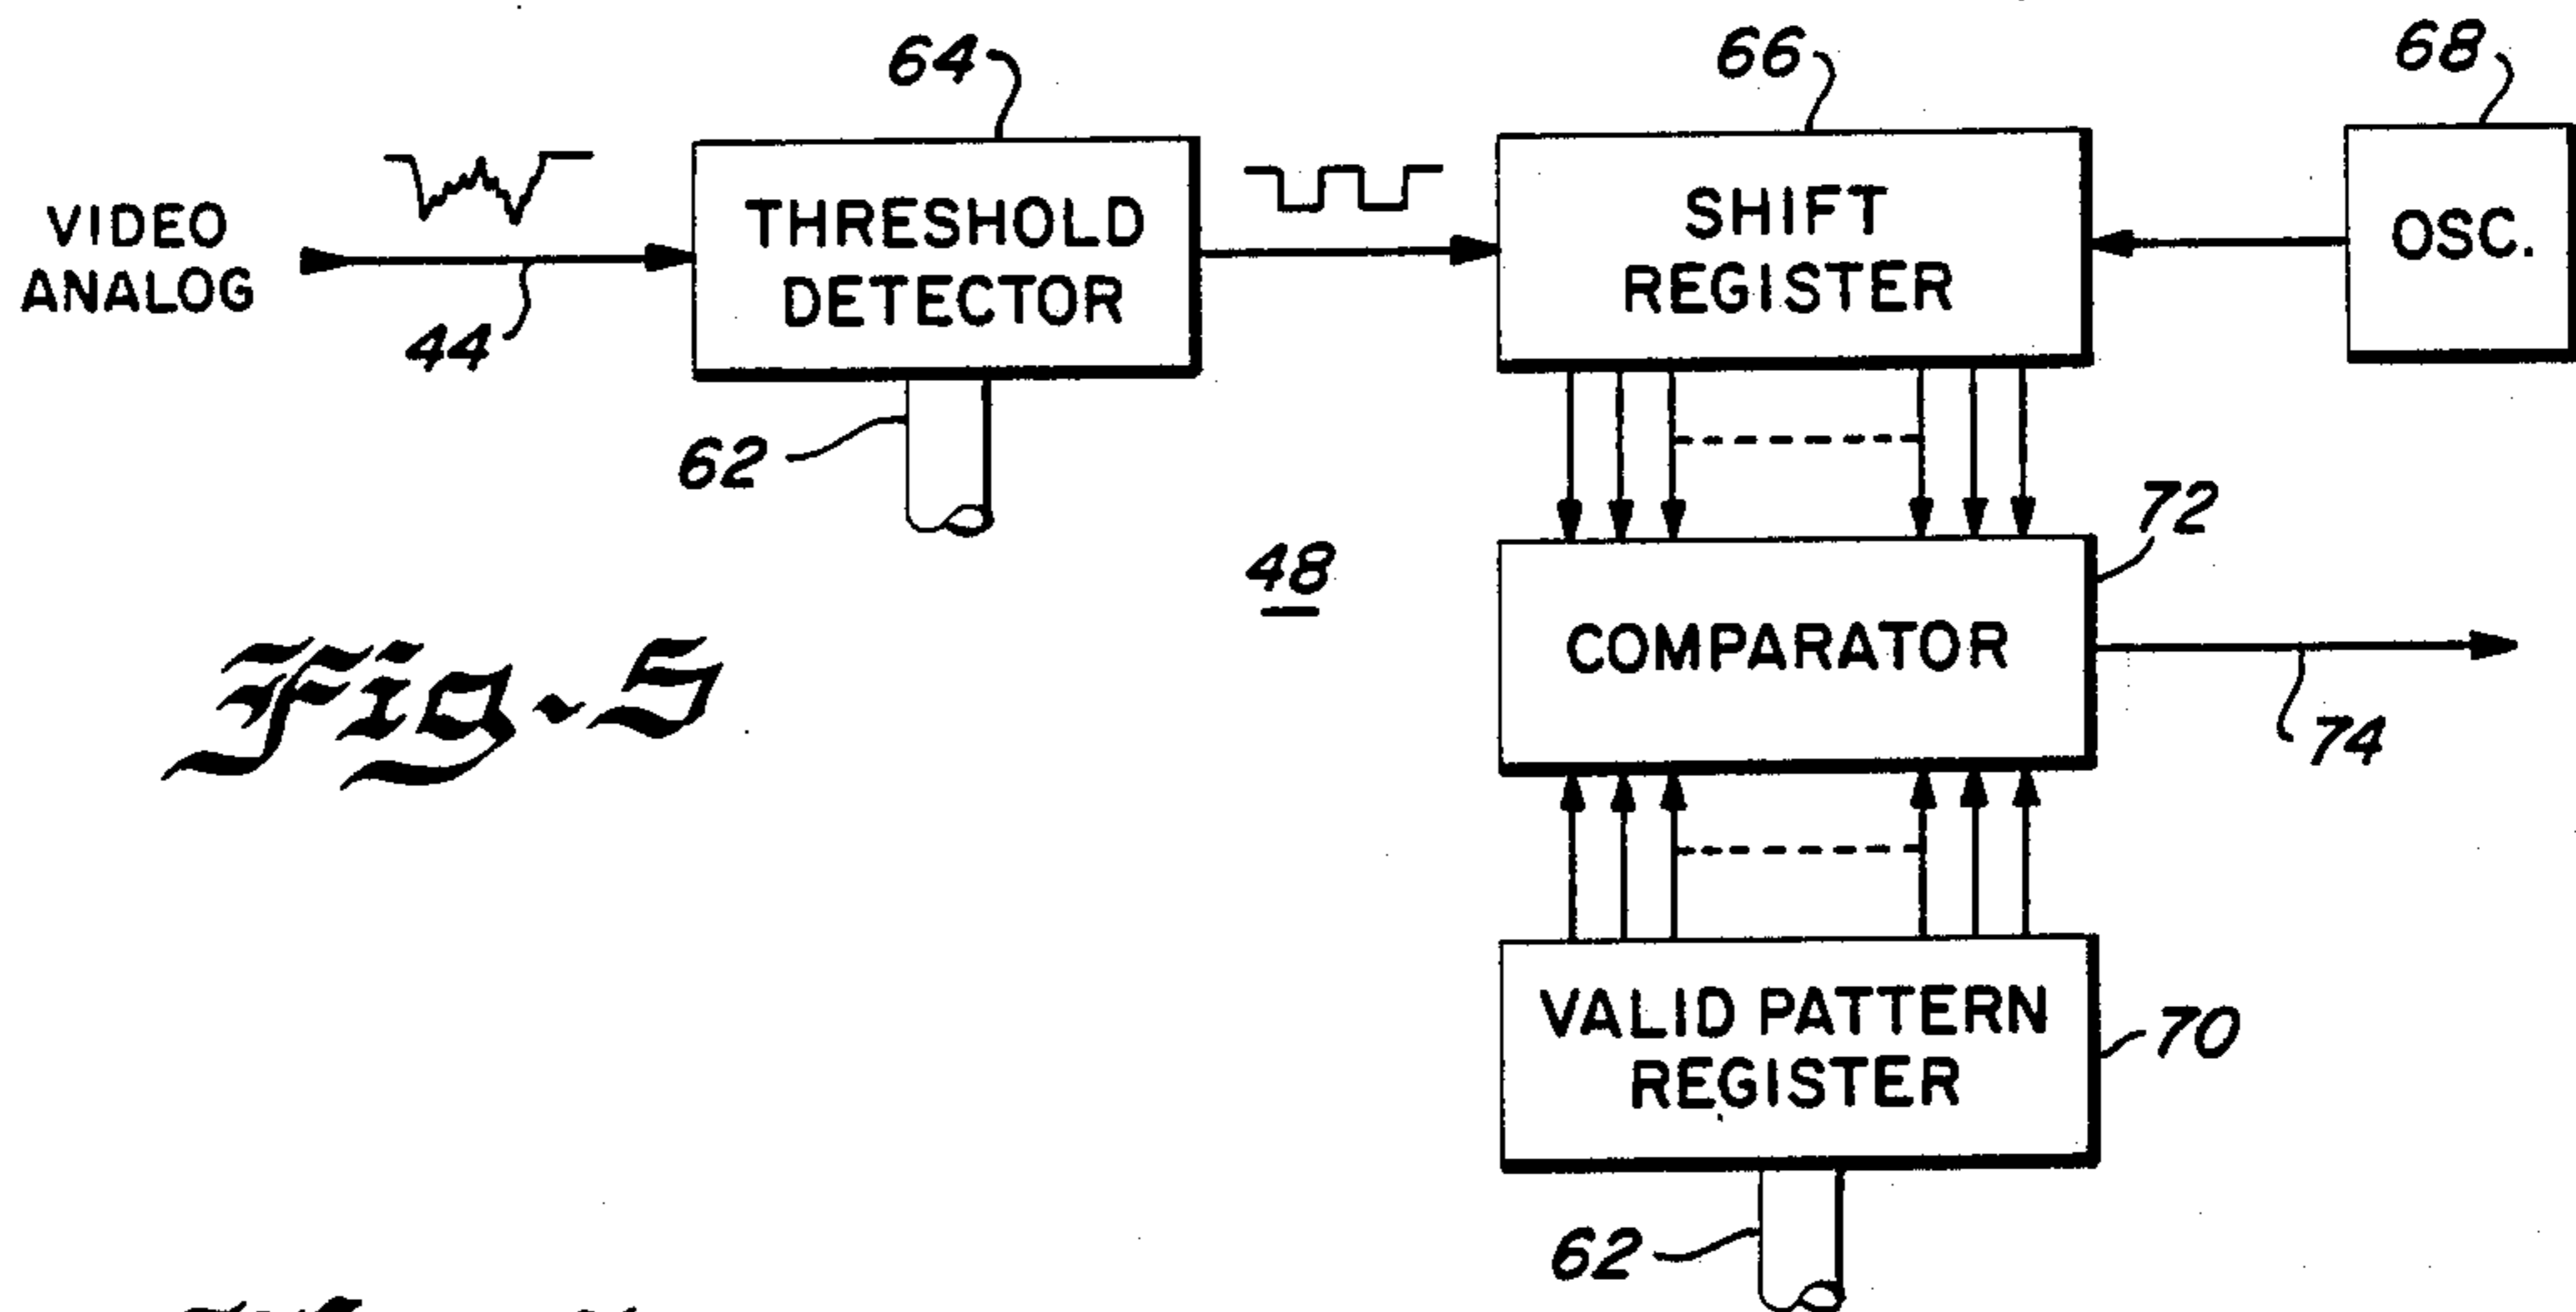 64
66
68
VIDEO
ANALOG
44
THRESHOLD
DETECTOR
SHIFT
REGISTER
OSC.
62
72
48
COMPARATOR
74
Fig-5
VALID PATTERN
REGISTER
70
62